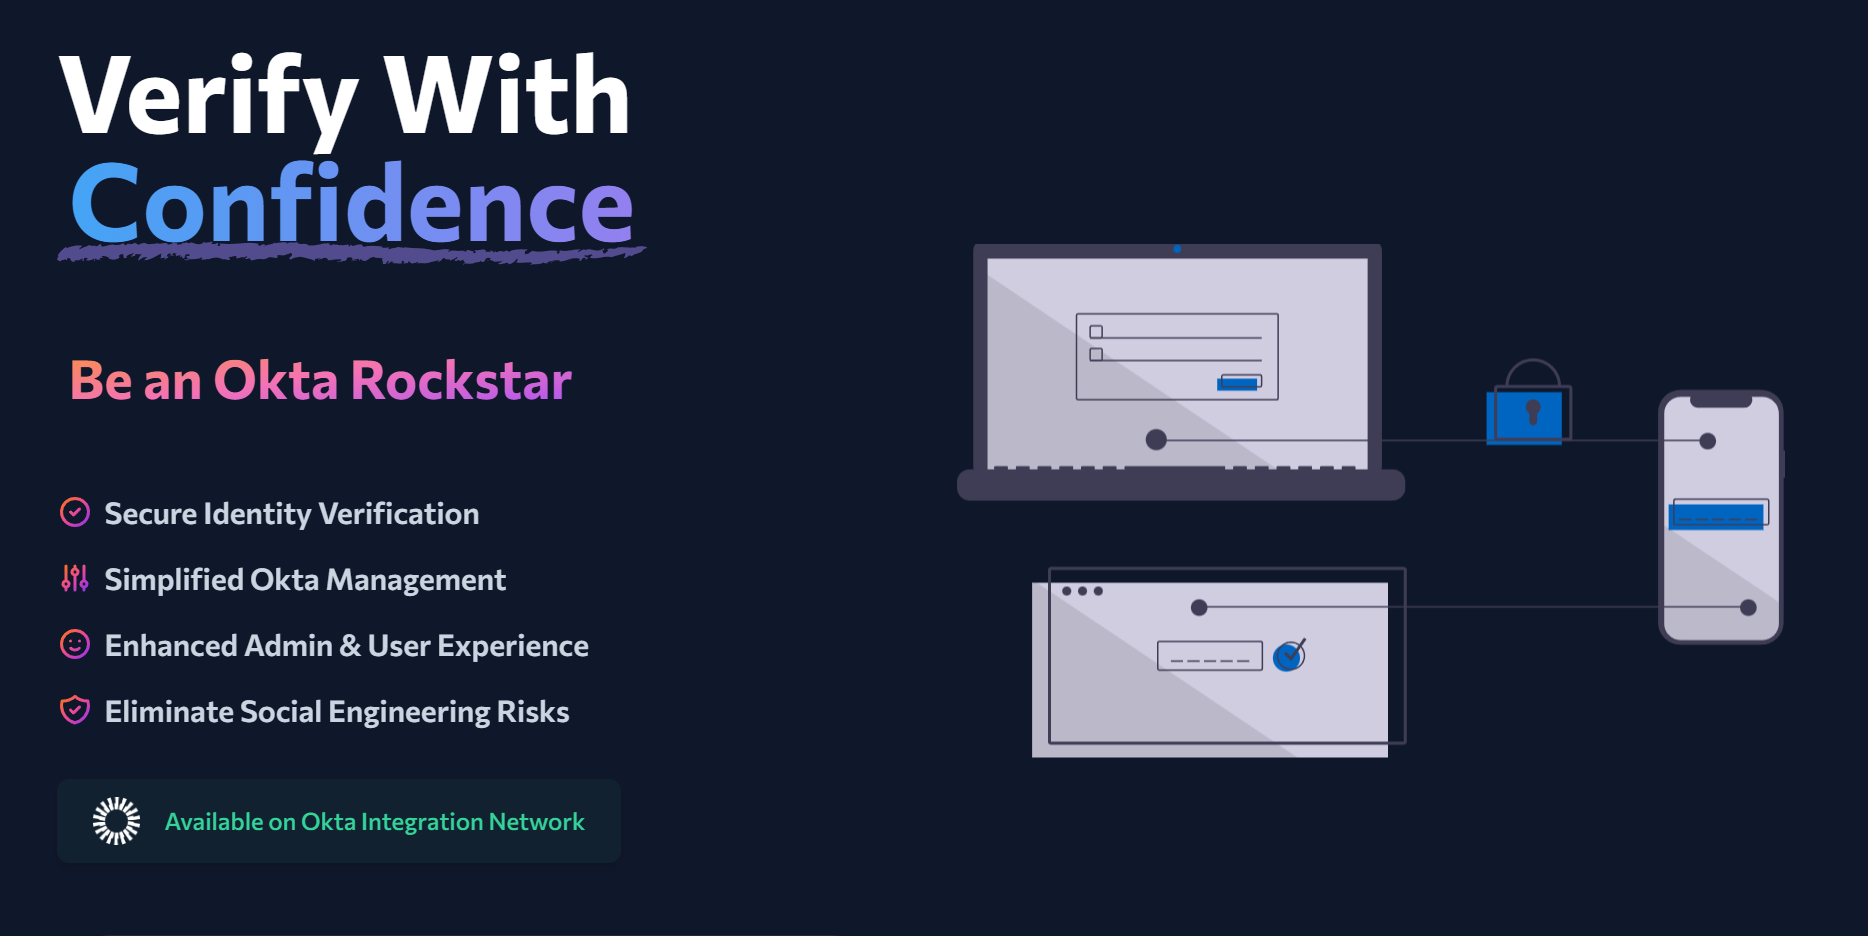 Verify With
Confidence
Be an Okta Rockstar
Secure Identity Verification
Simplified Okta Management
Enhanced Admin & User Experience
Eliminate Social Engineering Risks
Available on Okta Integration Network